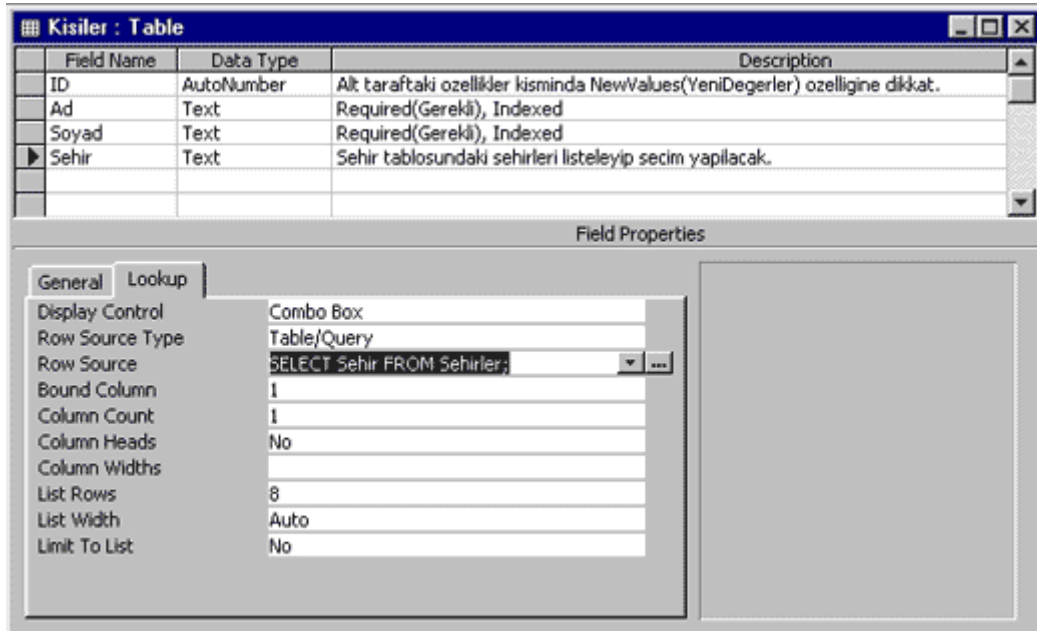 Kisiler : Table
Field Name Data Type Description
ID AutoNumber Alt taraftaki ozellikler kisminda NewValues(YeniDegerler) ozelligine dikkat.
Ad Text Required(Gerekli), Indexed
Soyad Text Required(Gerekli), Indexed
Sehir Text Sehir tablosundaki sehirleri listeleyip secim yapilacak.
Field Properties
General Lookup
Display Control Combo Box
Row Source Type Table/Query
Row Source SELECT Sehir FROM Sehirler; ...
Bound Column 1
Column Count 1
Column Heads No
Column Widths
List Rows 8
List Width Auto
Limit To List No